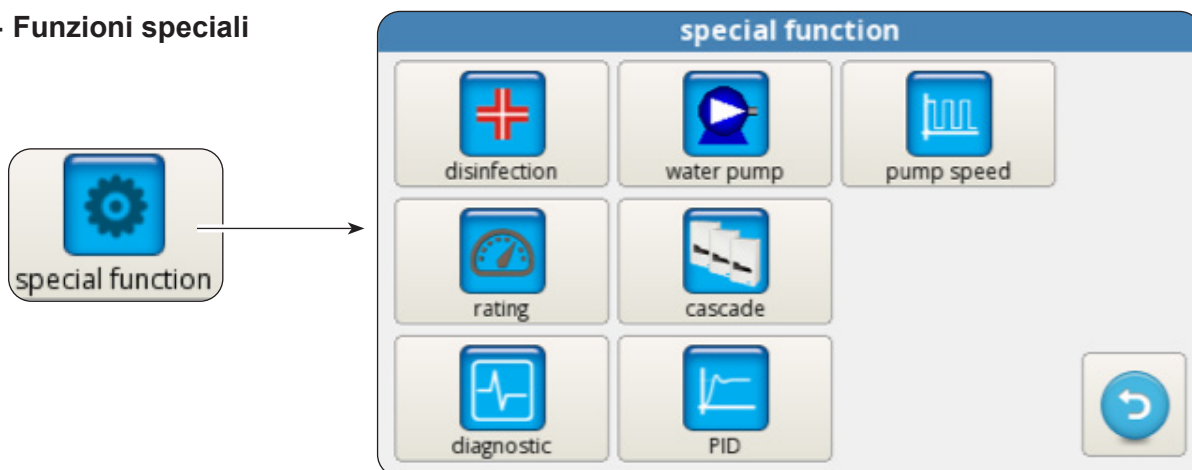 - Funzioni speciali
special function
special function
disinfection
water pump
pump speed
rating
cascade
diagnostic
PID